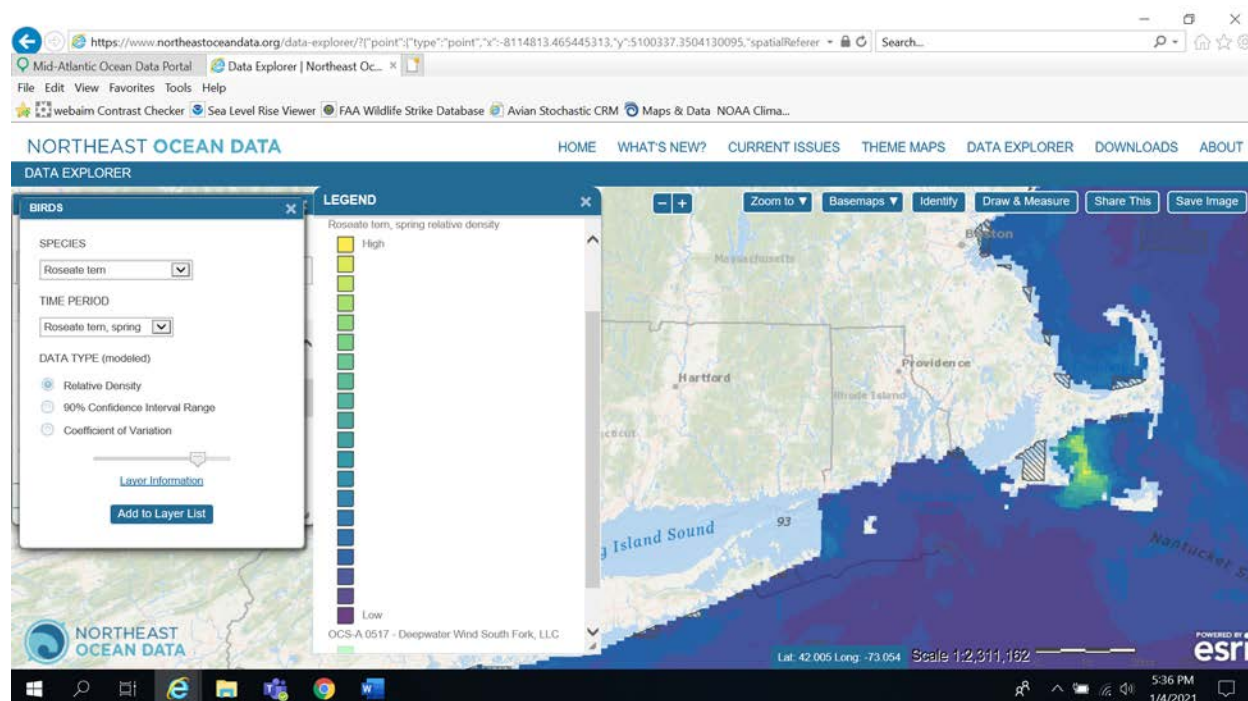 https://www.northeastoceandata.org/data-explorer/?{"point":{"type":"point","x":-8114813.465445313,"y":5100337.3504130095,"spatialReferer
Search...
Mid-Atlantic Ocean Data Portal
Data Explorer | Northeast Oc...
File Edit View Favorites Tools Help
webaim Contrast Checker Sea Level Rise Viewer FAA Wildlife Strike Database Avian Stochastic CRM Maps & Data NOAA Clima...
NORTHEAST OCEAN DATA
HOME WHAT'S NEW? CURRENT ISSUES THEME MAPS DATA EXPLORER DOWNLOADS ABOUT
DATA EXPLORER
BIRDS
SPECIES
Roseate tern
TIME PERIOD
Roseate tern, spring
DATA TYPE (modeled)
Relative Density
90% Confidence Interval Range
Coefficient of Variation
Layer Information
Add to Layer List
LEGEND
Roseate tern, spring relative density
High
Low
OCS-A 0517 - Deepwater Wind South Fork, LLC
Zoom to ▼ Basemaps ▼ Identify Draw & Measure Share This Save Image
Boston
Massachusetts
Providence
Hartford
Rhode Island
Island Sound
93
Nantucket S
NORTHEAST
OCEAN DATA
Lat: 42.005 Long: -73.054 Scale 1:2,311,162
POWERED BY
esri
5:36 PM
1/4/2021